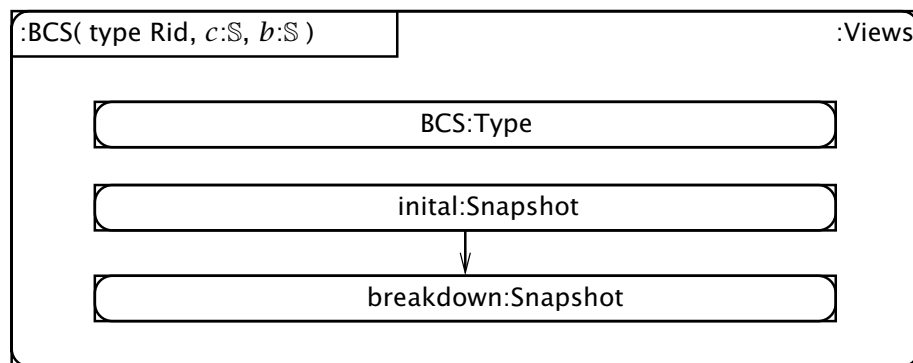 :BCS( type Rid, c:𝕊, b:𝕊 ) :Views
BCS:Type
inital:Snapshot
breakdown:Snapshot